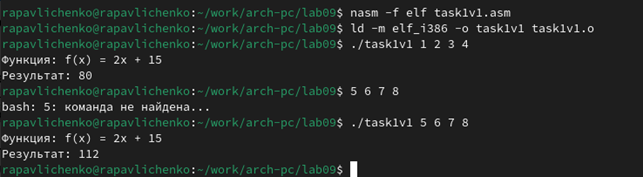 rapavlichenko@rapavlichenko:~/work/arch-pc/lab09$ nasm -f elf task1v1.asm
rapavlichenko@rapavlichenko:~/work/arch-pc/lab09$ ld -m elf_i386 -o task1v1 task1v1.o
rapavlichenko@rapavlichenko:~/work/arch-pc/lab09$ ./task1v1 1 2 3 4
Функция: f(x) = 2x + 15
Результат: 80
rapavlichenko@rapavlichenko:~/work/arch-pc/lab09$ 5 6 7 8
bash: 5: команда не найдена...
rapavlichenko@rapavlichenko:~/work/arch-pc/lab09$ ./task1v1 5 6 7 8
Функция: f(x) = 2x + 15
Результат: 112
rapavlichenko@rapavlichenko:~/work/arch-pc/lab09$